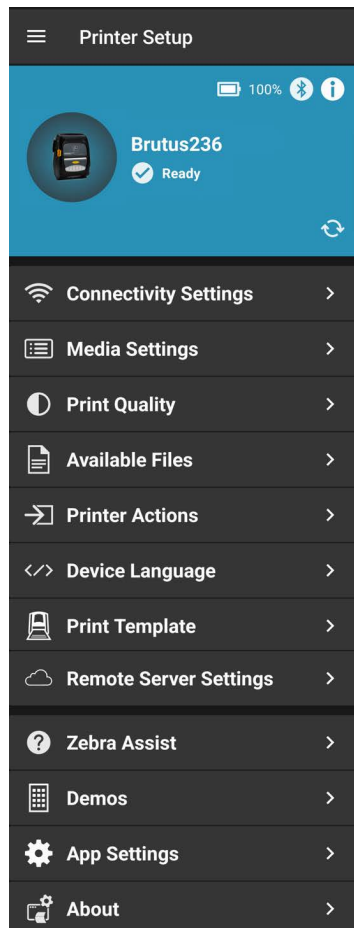 Printer Setup
100%
Brutus236
Ready
Connectivity Settings
Media Settings
Print Quality
Available Files
Printer Actions
Device Language
Print Template
Remote Server Settings
Zebra Assist
Demos
App Settings
About